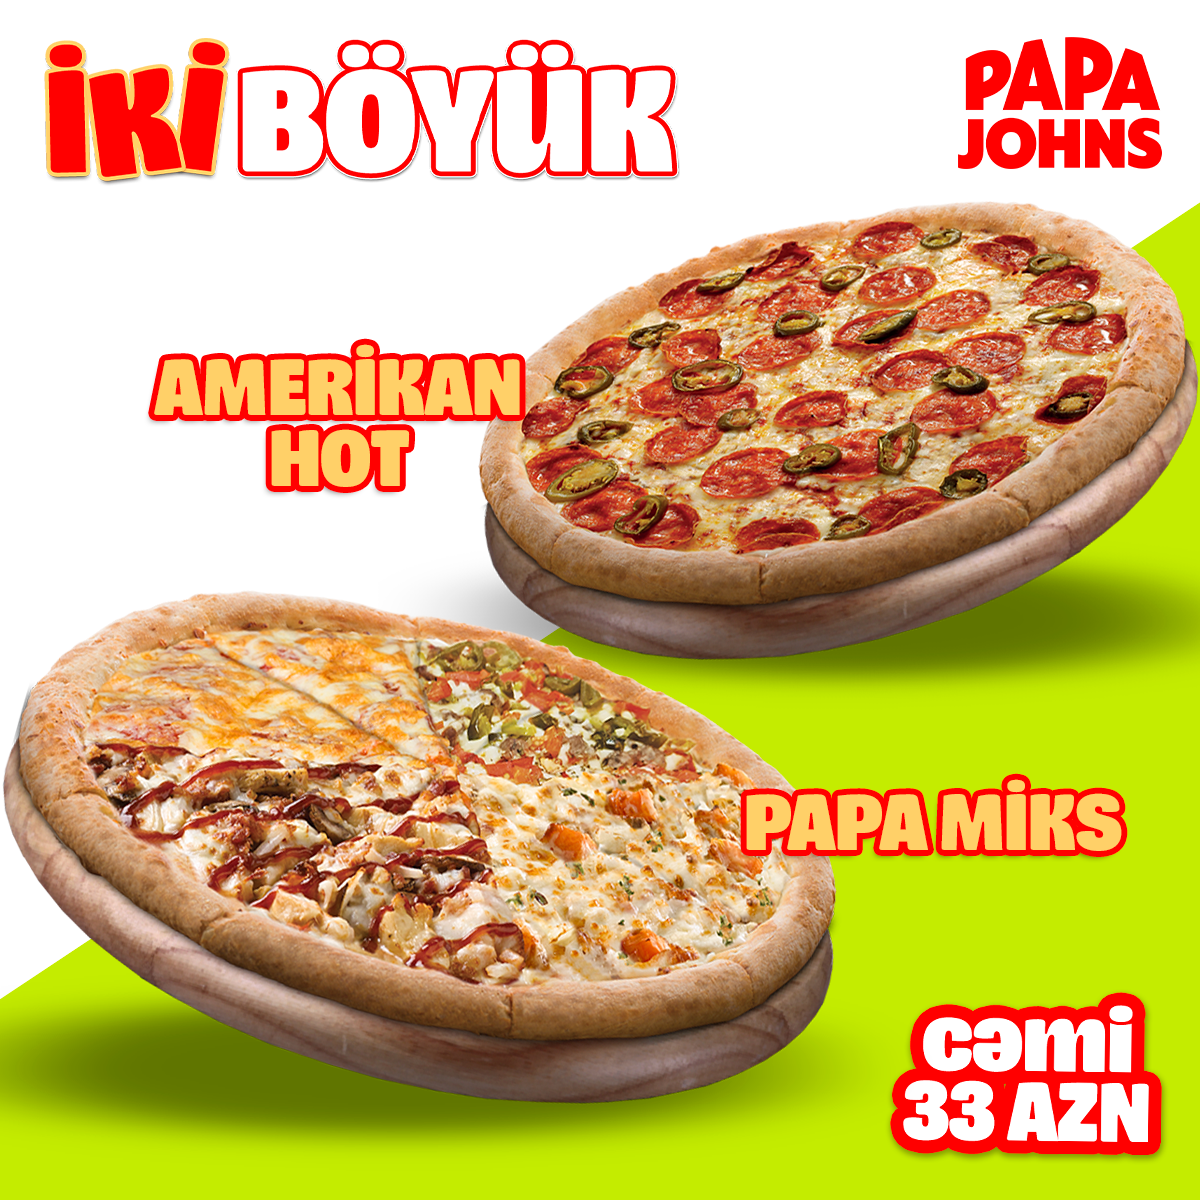 İKİ BÖYÜK
PAPA
JOHNS
AMERİKAN
HOT
PAPA MİKS
cəmi
33 AZN